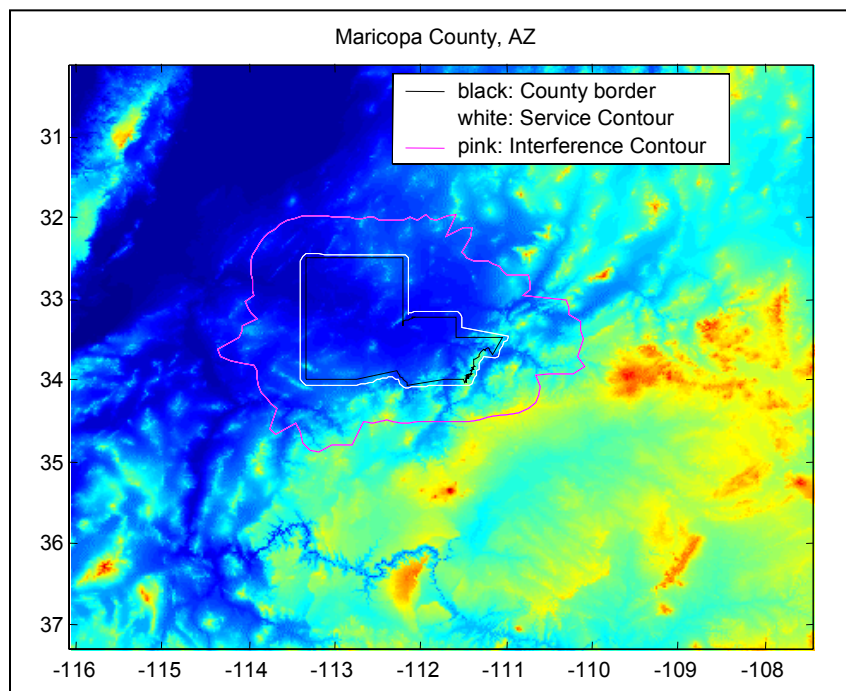 Maricopa County, AZ
black: County border
white: Service Contour
pink: Interference Contour
31
32
33
34
35
36
37
-116 -115 -114 -113 -112 -111 -110 -109 -108